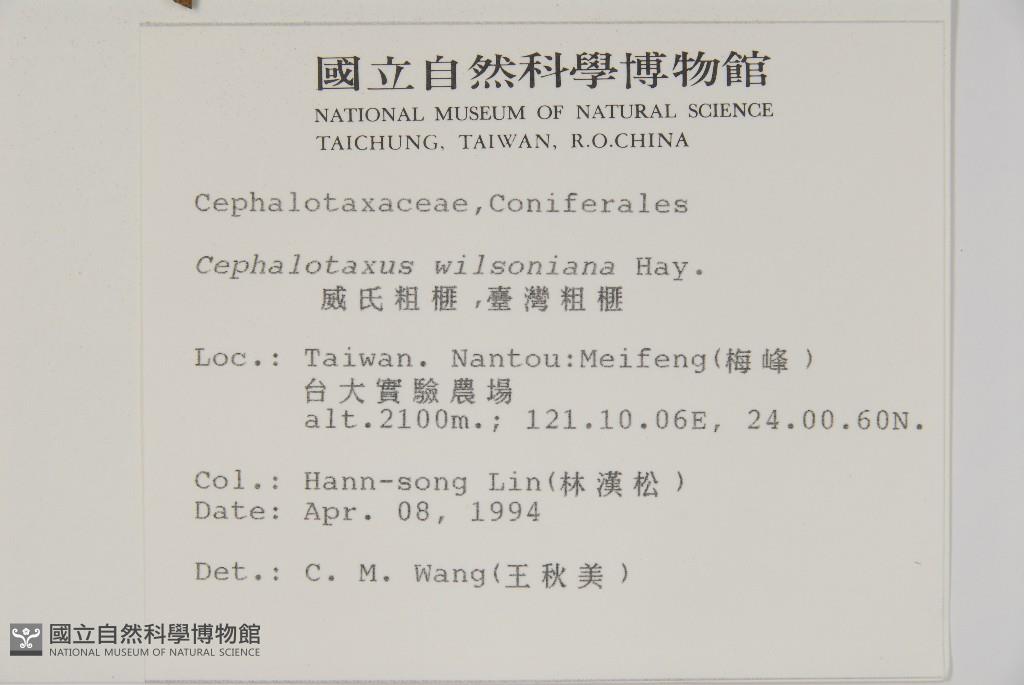 國立自然科學博物館
NATIONAL MUSEUM OF NATURAL SCIENCE
TAICHUNG, TAIWAN, R.O.CHINA
Cephalotaxaceae,Coniferales
Cephalotaxus wilsoniana Hay.
威氏粗榧,臺灣粗榧
Loc.: Taiwan. Nantou:Meifeng(梅峰)
台大實驗農場
alt.2100m.; 121.10.06E, 24.00.60N.
Col.: Hann-song Lin(林漢松)
Date: Apr. 08, 1994
Det.: C. M. Wang(王秋美)
國立自然科學博物館
NATIONAL MUSEUM OF NATURAL SCIENCE